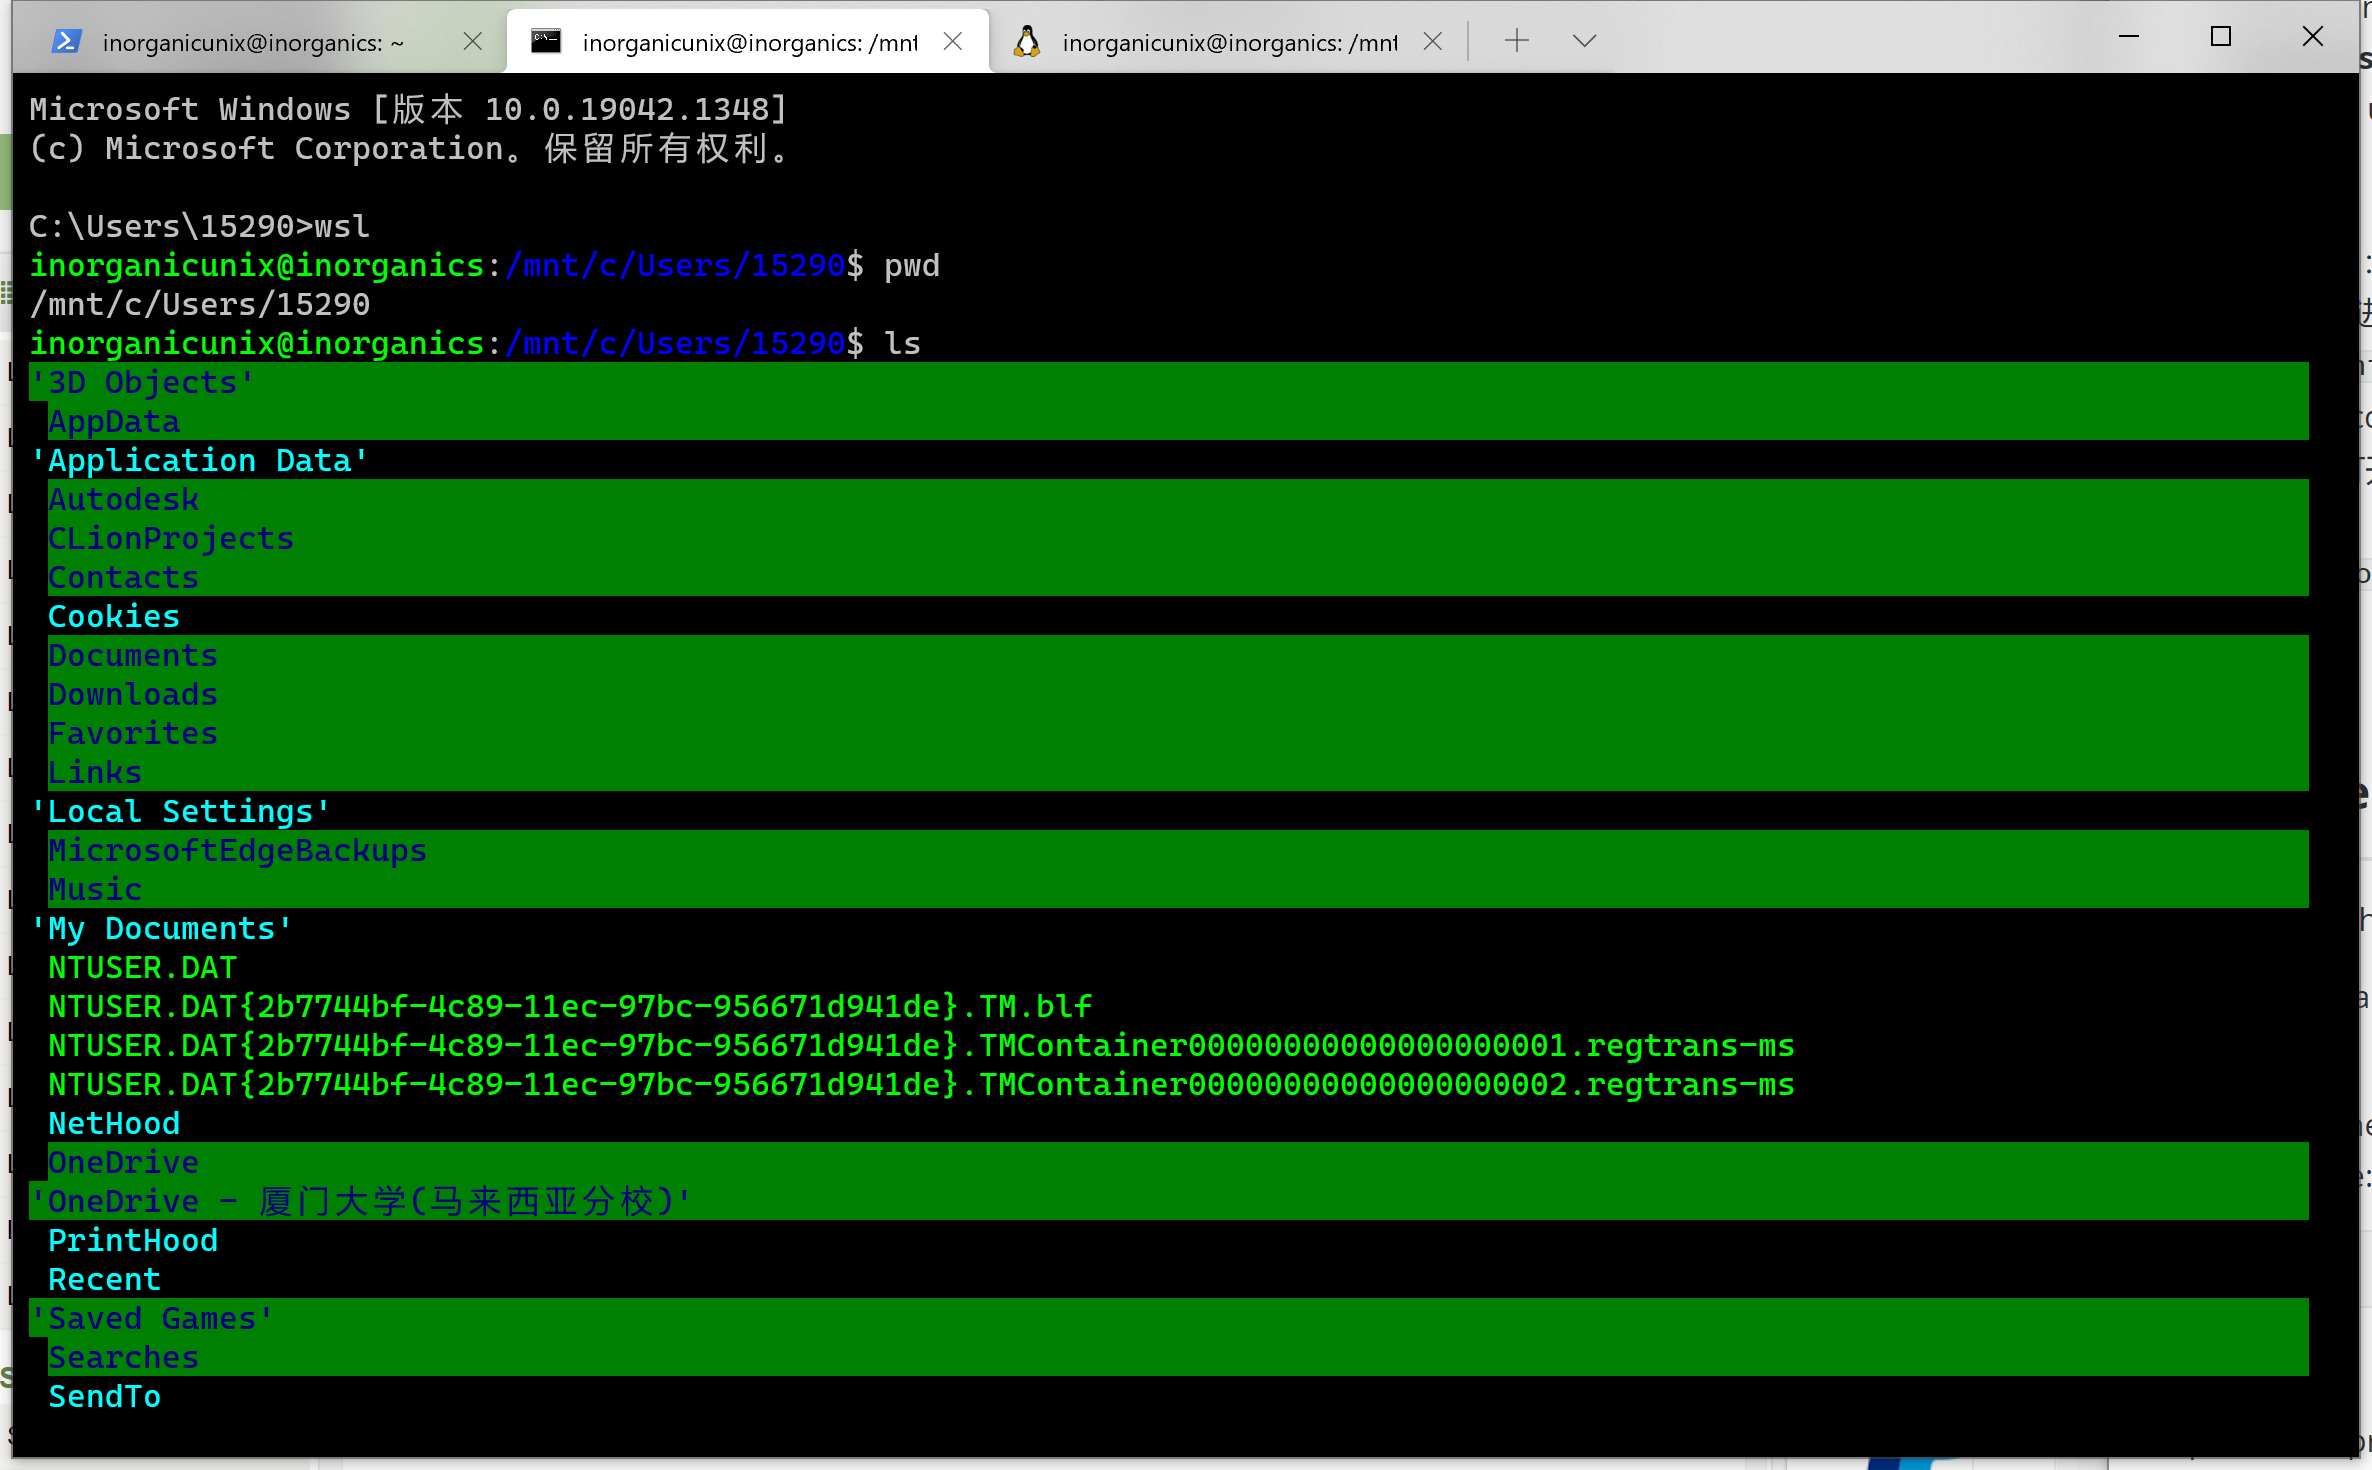 inorganicunix@inorganics: ~
inorganicunix@inorganics: /mnt
inorganicunix@inorganics: /mnt
Microsoft Windows [版本 10.0.19042.1348]
(c) Microsoft Corporation。保留所有权利。
C:\Users\15290>wsl
inorganicunix@inorganics:/mnt/c/Users/15290$ pwd
/mnt/c/Users/15290
inorganicunix@inorganics:/mnt/c/Users/15290$ ls
'3D Objects'
AppData
'Application Data'
Autodesk
CLionProjects
Contacts
Cookies
Documents
Downloads
Favorites
Links
'Local Settings'
MicrosoftEdgeBackups
Music
'My Documents'
NTUSER.DAT
NTUSER.DAT{2b7744bf-4c89-11ec-97bc-956671d941de}.TM.blf
NTUSER.DAT{2b7744bf-4c89-11ec-97bc-956671d941de}.TMContainer00000000000000000001.regtrans-ms
NTUSER.DAT{2b7744bf-4c89-11ec-97bc-956671d941de}.TMContainer00000000000000000002.regtrans-ms
NetHood
OneDrive
'OneDrive - 厦门大学(马来西亚分校)'
PrintHood
Recent
'Saved Games'
Searches
SendTo